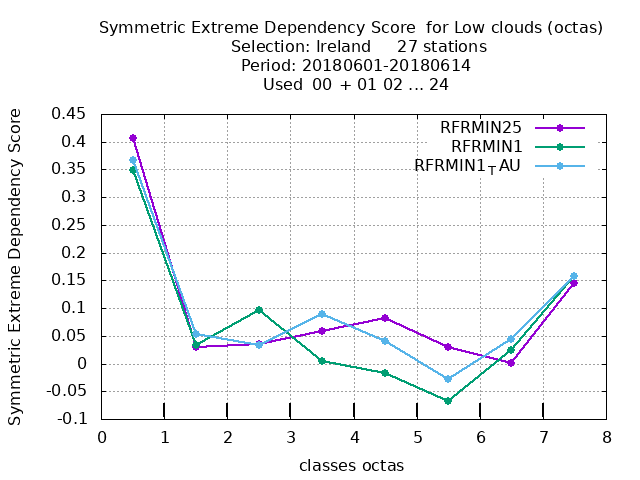 Symmetric Extreme Dependency Score for Low clouds (octas)
Selection: Ireland 27 stations
Period: 20180601-20180614
Used 00 + 01 02 ... 24
Symmetric Extreme Dependency Score
0.45
0.4
0.35
0.3
0.25
0.2
0.15
0.1
0.05
0
-0.05
-0.1
RFRMIN25
RFRMIN1
RFRMIN1TAU
0 1 2 3 4 5 6 7 8
classes octas